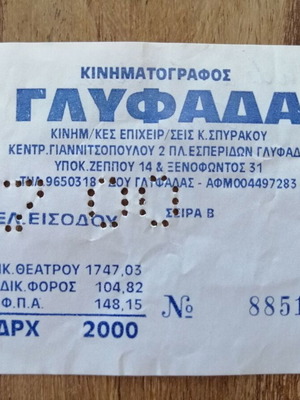 ΚΙΝΗΜΑΤΟΓΡΑΦΟΣ
ΓΛΥΦΑΔΑ
ΚΙΝΗΜ/ΚΕΣ ΕΠΙΧΕΙΡ/ΣΕΙΣ Κ.ΣΠΥΡΑΚΟΥ
ΚΕΝΤΡ.ΓΙΑΝΝΙΤΣΟΠΟΥΛΟΥ 2 ΠΛ.ΕΣΠΕΡΙΔΩΝ ΓΛΥΦΑΔ
ΥΠΟΚ.ΖΕΠΠΟΥ 14 & ΞΕΝΟΦΩΝΤΟΣ 31
ΤΗΛ.9650318 - ΔΟΥ ΓΛΥΦΑΔΑΣ - ΑΦΜ004497283
ΕΛ.ΕΙΣΟΔΟΥ ΣΕΙΡΑ Β
ΙΚ.ΘΕΑΤΡΟΥ 1747,03
ΔΙΚ.ΦΟΡΟΣ 104,82
Φ.Π.Α. 148,15
ΔΡΧ 2000
№ 8851